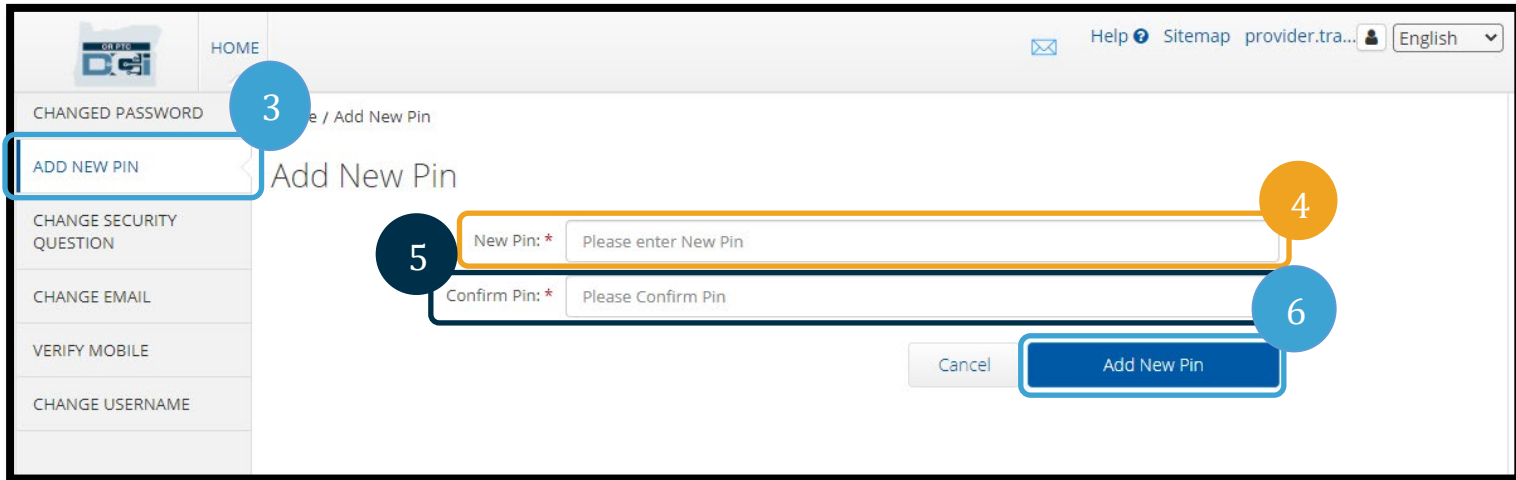 OR PTC
DCi
HOME
Help ? Sitemap provider.tra... English
CHANGED PASSWORD
3
e / Add New Pin
ADD NEW PIN
Add New Pin
4
CHANGE SECURITY
QUESTION
5
New Pin: * Please enter New Pin
CHANGE EMAIL
Confirm Pin: * Please Confirm Pin
6
VERIFY MOBILE
Cancel Add New Pin
CHANGE USERNAME